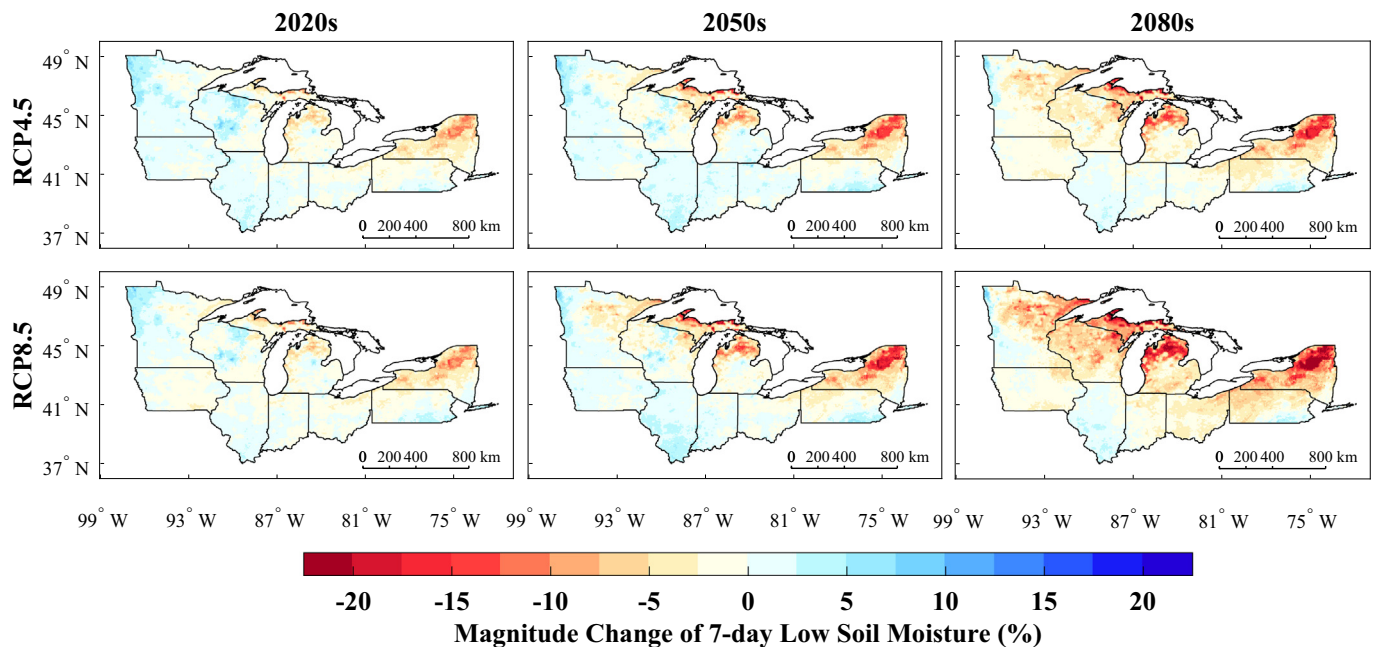 2020s 2050s 2080s
RCP4.5
49° N
45° N
41° N
37° N
0 200 400 800 km
0 200 400 800 km
0 200 400 800 km
RCP8.5
49° N
45° N
41° N
37° N
0 200 400 800 km
0 200 400 800 km
0 200 400 800 km
99° W 93° W 87° W 81° W 75° W 99° W 93° W 87° W 81° W 75° W 99° W 93° W 87° W 81° W 75° W
-20 -15 -10 -5 0 5 10 15 20
Magnitude Change of 7-day Low Soil Moisture (%)